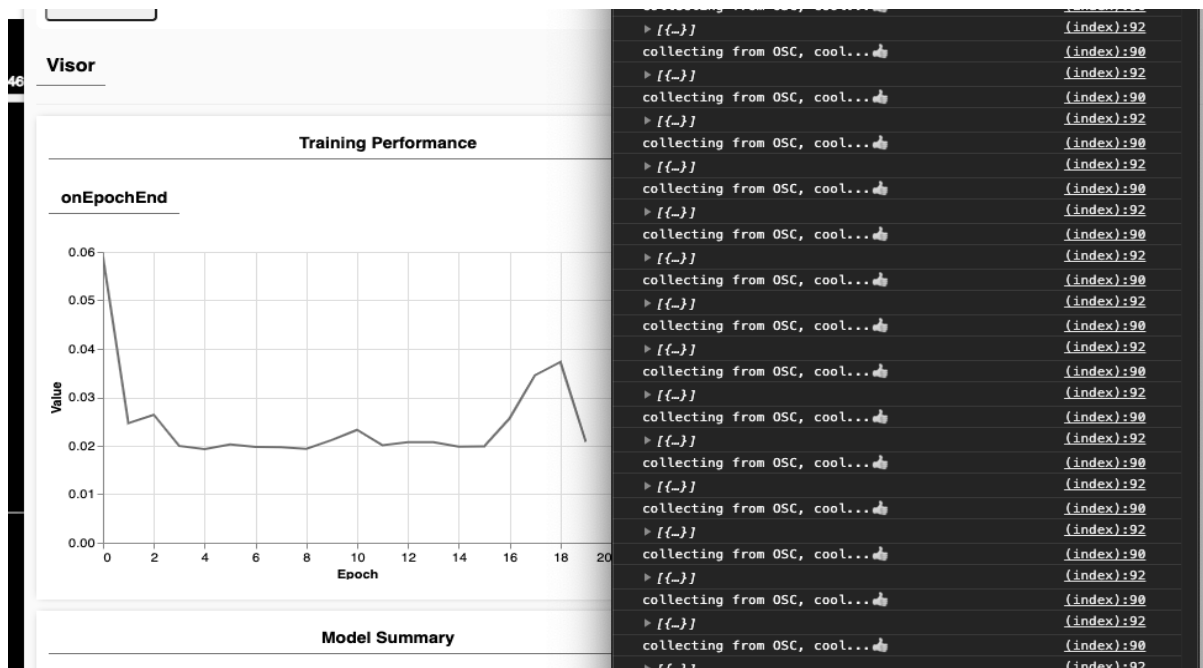 46
Visor
Training Performance
onEpochEnd
0.06
0.05
0.04
0.03
0.02
0.01
0.00
Value
0 2 4 6 8 10 12 14 16 18 20
Epoch
Model Summary
collecting from OSC, cool...👍 (index):90
[{…}] (index):92
collecting from OSC, cool...👍 (index):90
[{…}] (index):92
collecting from OSC, cool...👍 (index):90
[{…}] (index):92
collecting from OSC, cool...👍 (index):90
[{…}] (index):92
collecting from OSC, cool...👍 (index):90
[{…}] (index):92
collecting from OSC, cool...👍 (index):90
[{…}] (index):92
collecting from OSC, cool...👍 (index):90
[{…}] (index):92
collecting from OSC, cool...👍 (index):90
[{…}] (index):92
collecting from OSC, cool...👍 (index):90
[{…}] (index):92
collecting from OSC, cool...👍 (index):90
[{…}] (index):92
collecting from OSC, cool...👍 (index):90
[{…}] (index):92
collecting from OSC, cool...👍 (index):90
[{…}] (index):92
collecting from OSC, cool...👍 (index):90
[{…}] (index):92
collecting from OSC, cool...👍 (index):90
[{…}] (index):92
collecting from OSC, cool...👍 (index):90
[{…}] (index):92